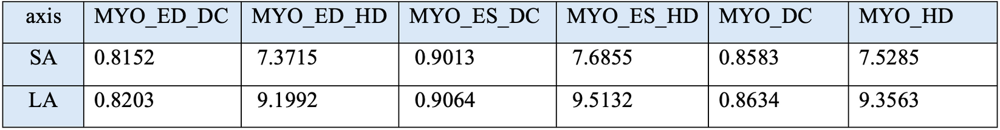 axis MYO_ED_DC MYO_ED_HD MYO_ES_DC MYO_ES_HD MYO_DC MYO_HD
SA 0.8152 7.3715 0.9013 7.6855 0.8583 7.5285
LA 0.8203 9.1992 0.9064 9.5132 0.8634 9.3563